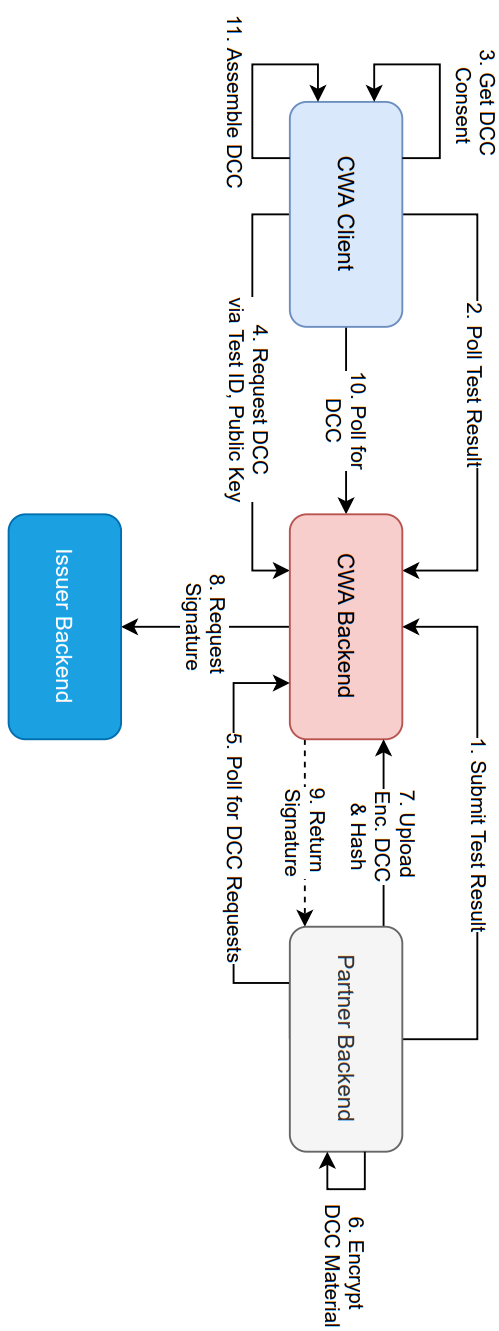 3. Get DCC
Consent
11. Assemble DCC
CWA Client
2. Poll Test Result
4. Request DCC
via Test ID, Public Key
10. Poll for
DCC
CWA Backend
Issuer Backend
8. Request
Signature
1. Submit Test Result
7. Upload
Enc. DCC
& Hash
9. Return
Signature
5. Poll for DCC Requests
Partner Backend
6. Encrypt
DCC Material